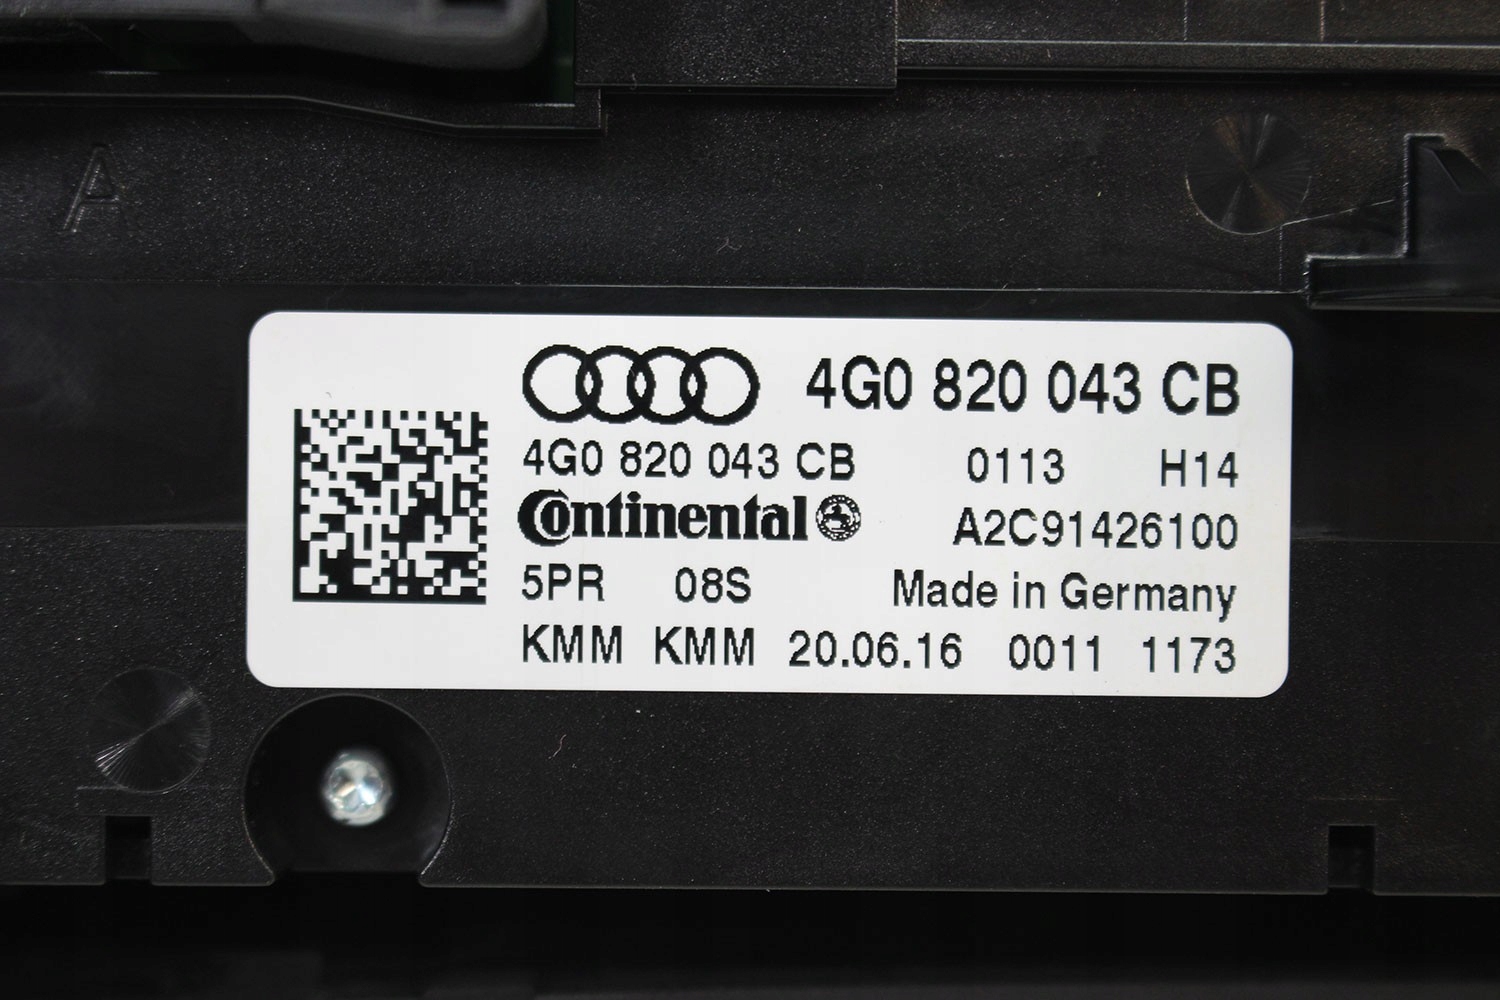 A
4G0 820 043 CB
4G0 820 043 CB 0113 H14
Continental A2C91426100
5PR 08S Made in Germany
KMM KMM 20.06.16 0011 1173